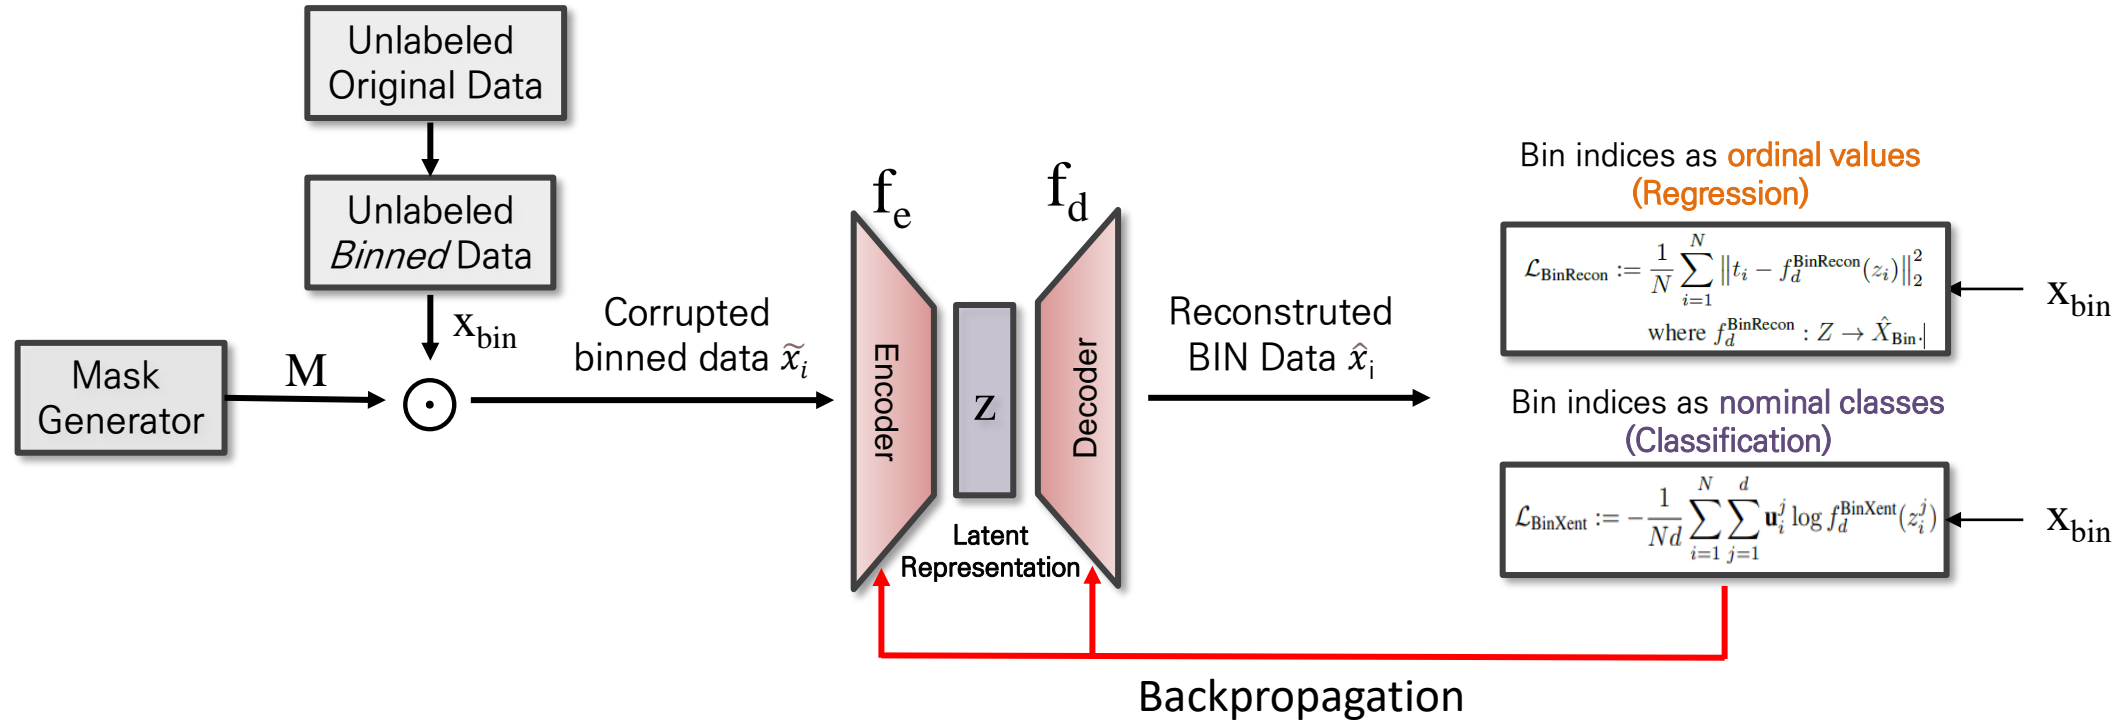 Unlabeled
Original Data
Unlabeled
Binned Data
x_bin
Mask
Generator
M
Corrupted
binned data x̃_i
f_e
Encoder
z
Latent
Representation
f_d
Decoder
Reconstruted
BIN Data x̂_i
Bin indices as ordinal values
(Regression)
ℒ_BinRecon := 1/N ∑_{i=1}^{N} ‖t_i − f_d^BinRecon(z_i)‖_2^2
where f_d^BinRecon : Z → X̂_Bin.
x_bin
Bin indices as nominal classes
(Classification)
ℒ_BinXent := −1/(Nd) ∑_{i=1}^{N} ∑_{j=1}^{d} u_i^j log f_d^BinXent(z_i^j)
x_bin
Backpropagation